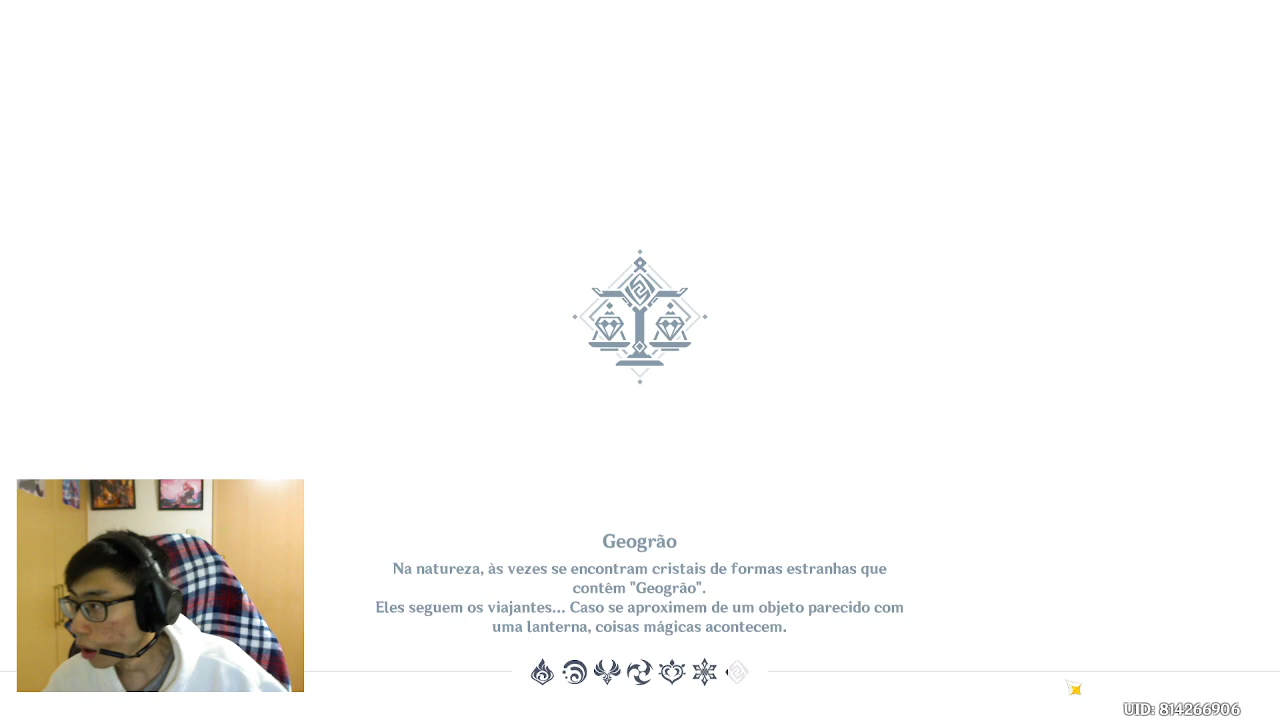 Geogrão
Na natureza, às vezes se encontram cristais de formas estranhas que
contêm "Geogrão".
Eles seguem os viajantes... Caso se aproximem de um objeto parecido com
uma lanterna, coisas mágicas acontecem.
UID: 814266906